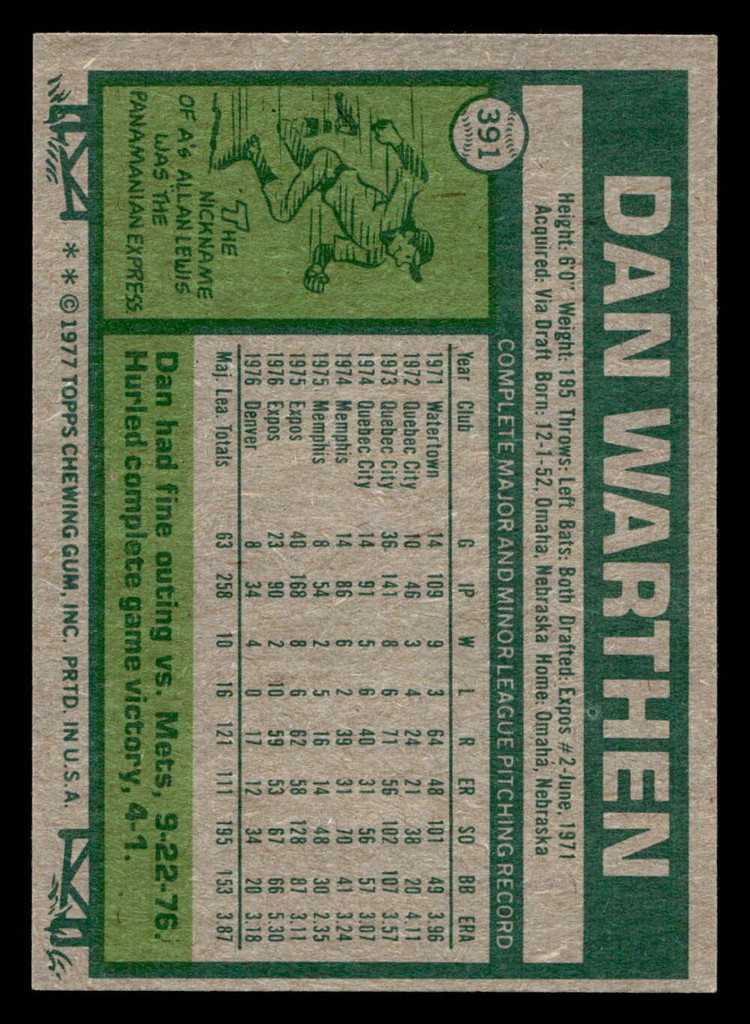 391
DAN WARTHEN
Height: 6'0" Weight: 195 Throws: Left Bats: Both Drafted: Expos #2-June, 1971
Acquired: Via Draft Born: 12-1-52, Omaha, Nebraska Home: Omaha, Nebraska
COMPLETE MAJOR AND MINOR LEAGUE PITCHING RECORD
Year Club G IP W L R ER SO BB ERA
1971 Watertown 14 109 9 3 64 48 101 49 3.96
1972 Quebec City 10 46 3 4 24 21 38 20 4.11
1973 Quebec City 36 141 8 6 71 56 102 107 3.57
1974 Quebec City 14 91 5 6 40 31 56 57 3.07
1974 Memphis 14 86 6 2 39 31 70 41 3.24
1975 Memphis 8 54 2 5 16 14 48 30 2.35
1975 Expos 40 168 8 6 62 58 128 87 3.11
1976 Expos 23 90 2 10 59 53 67 66 5.30
1976 Denver 8 34 4 0 17 12 34 20 3.18
Maj. Lea. Totals 63 258 10 16 121 111 195 153 3.87
THE
NICKNAME
OF A'S ALLAN LEWIS
WAS THE
PANAMANIAN EXPRESS
Dan had fine outing vs. Mets, 9-22-76.
Hurled complete game victory, 4-1.
* * © 1977 TOPPS CHEWING GUM, INC. PRTD. IN U.S.A.